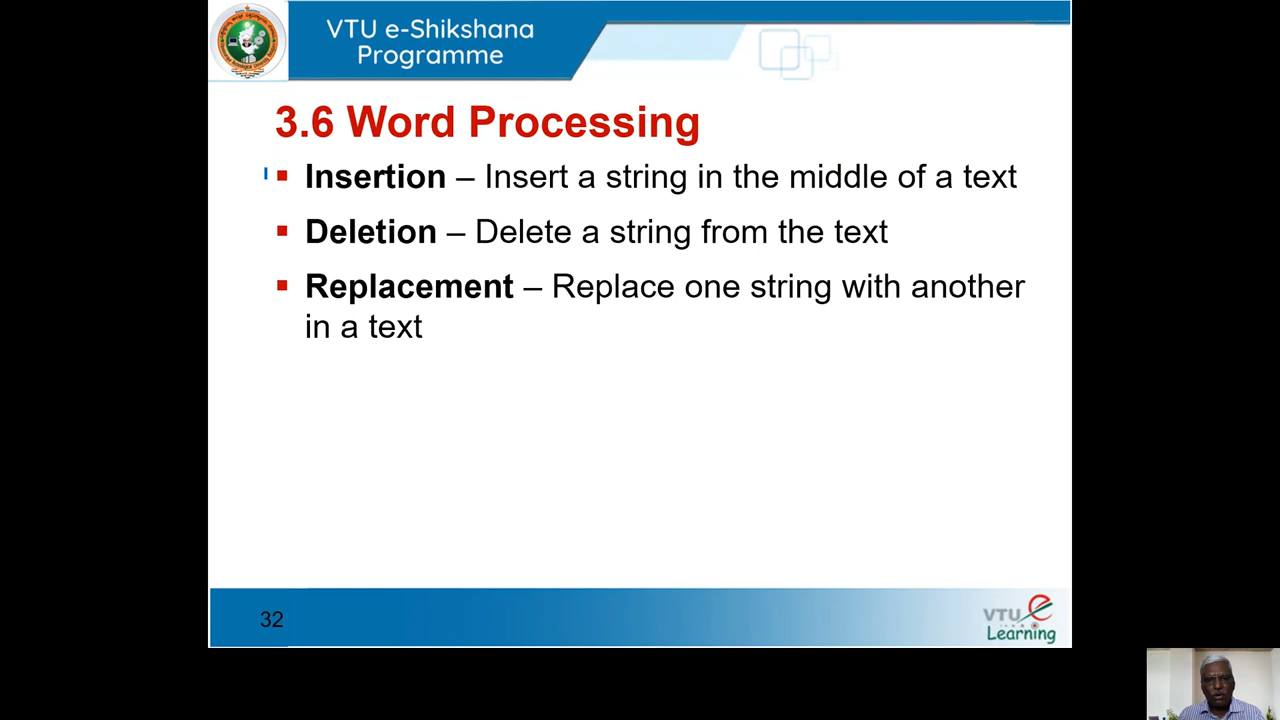 VTU e-Shikshana
Programme
3.6 Word Processing
▪ Insertion – Insert a string in the middle of a text
▪ Deletion – Delete a string from the text
▪ Replacement – Replace one string with another
in a text
32
VTU e
Learning